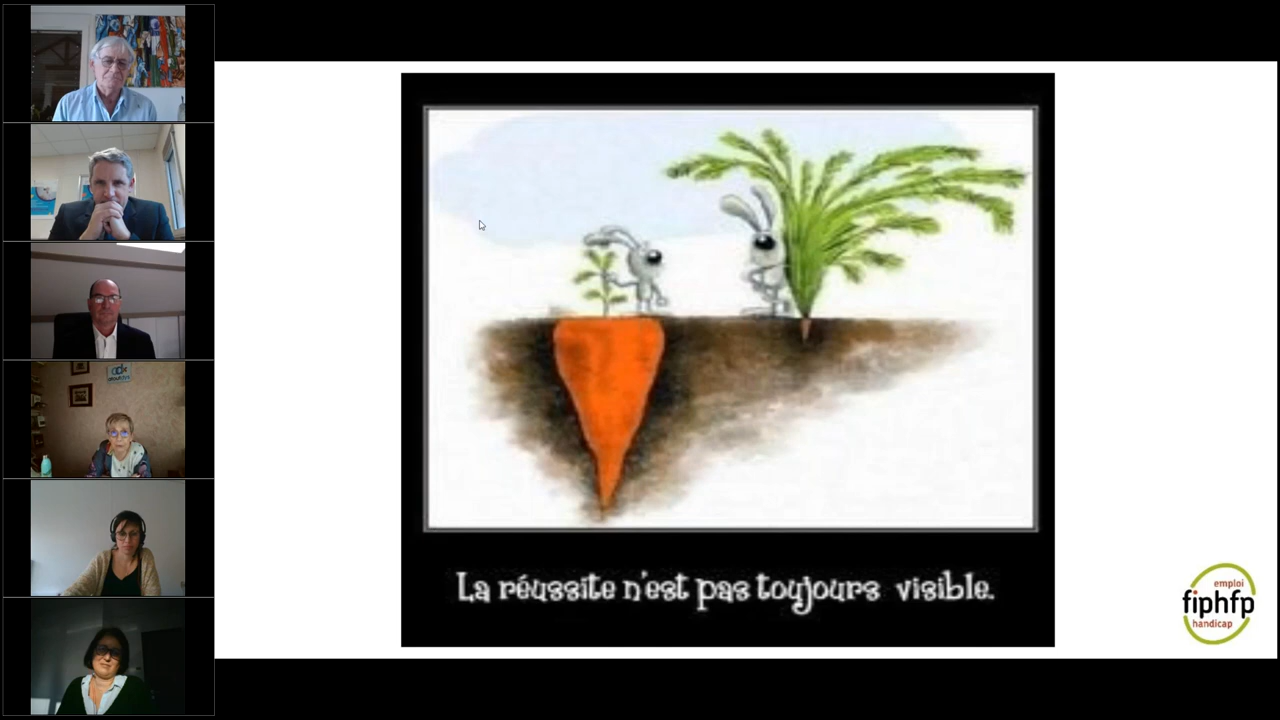 La réussite n'est pas toujours visible.
emploi
fiphfp
handicap